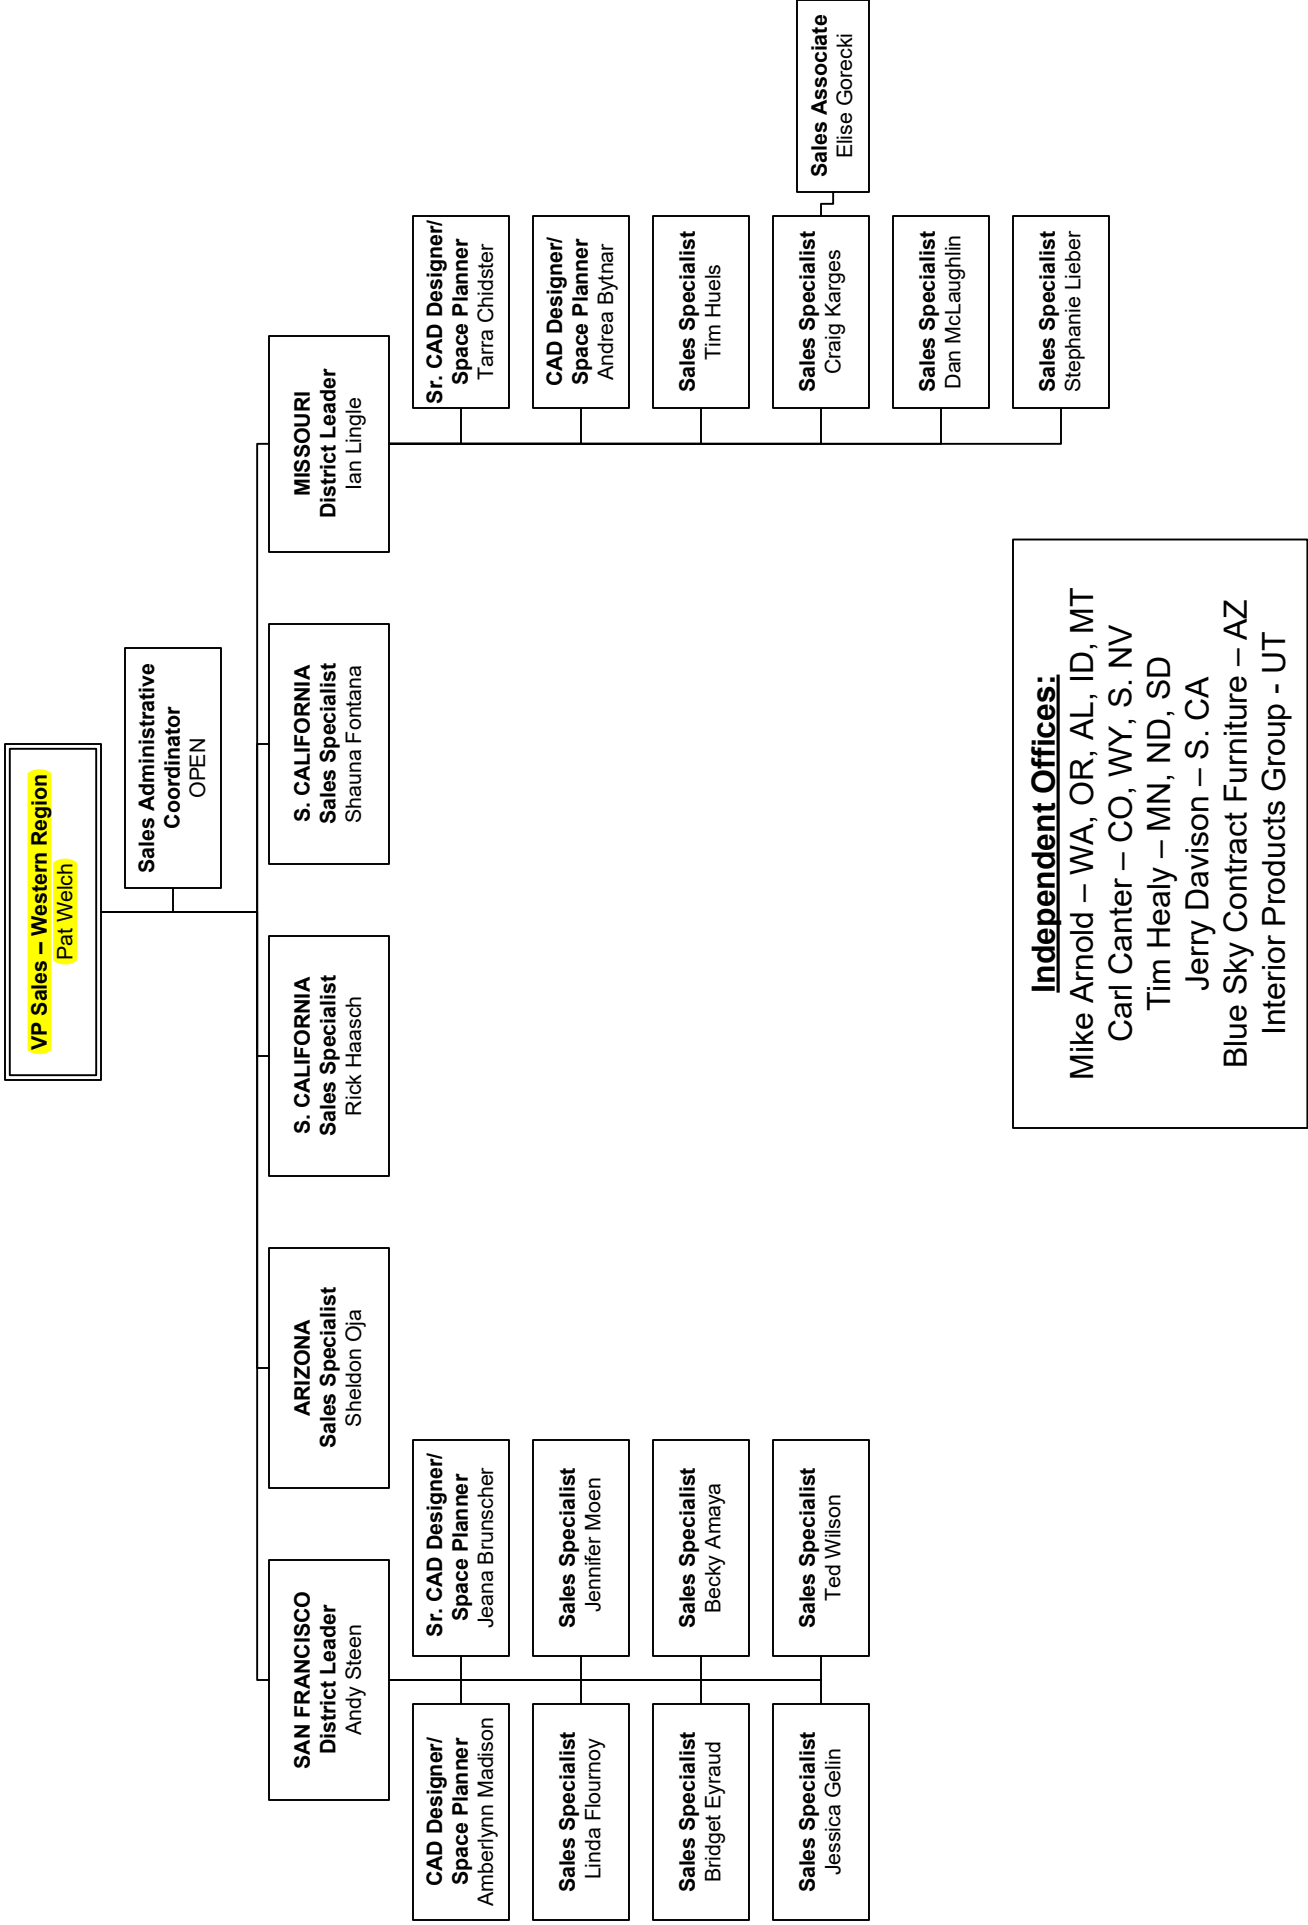 VP Sales – Western Region
Pat Welch
Sales Administrative
Coordinator
OPEN
SAN FRANCISCO
District Leader
Andy Steen
ARIZONA
Sales Specialist
Sheldon Oja
S. CALIFORNIA
Sales Specialist
Rick Haasch
S. CALIFORNIA
Sales Specialist
Shauna Fontana
MISSOURI
District Leader
Ian Lingle
CAD Designer/
Space Planner
Amberlynn Madison
Sr. CAD Designer/
Space Planner
Jeana Brunscher
Sales Specialist
Linda Flournoy
Sales Specialist
Jennifer Moen
Sales Specialist
Bridget Eyraud
Sales Specialist
Becky Amaya
Sales Specialist
Jessica Gelin
Sales Specialist
Ted Wilson
Sr. CAD Designer/
Space Planner
Tarra Chidster
CAD Designer/
Space Planner
Andrea Bytnar
Sales Specialist
Tim Huels
Sales Specialist
Craig Karges
Sales Associate
Elise Gorecki
Sales Specialist
Dan McLaughlin
Sales Specialist
Stephanie Lieber
Independent Offices:
Mike Arnold – WA, OR, AL, ID, MT
Carl Canter – CO, WY, S. NV
Tim Healy – MN, ND, SD
Jerry Davison – S. CA
Blue Sky Contract Furniture – AZ
Interior Products Group - UT